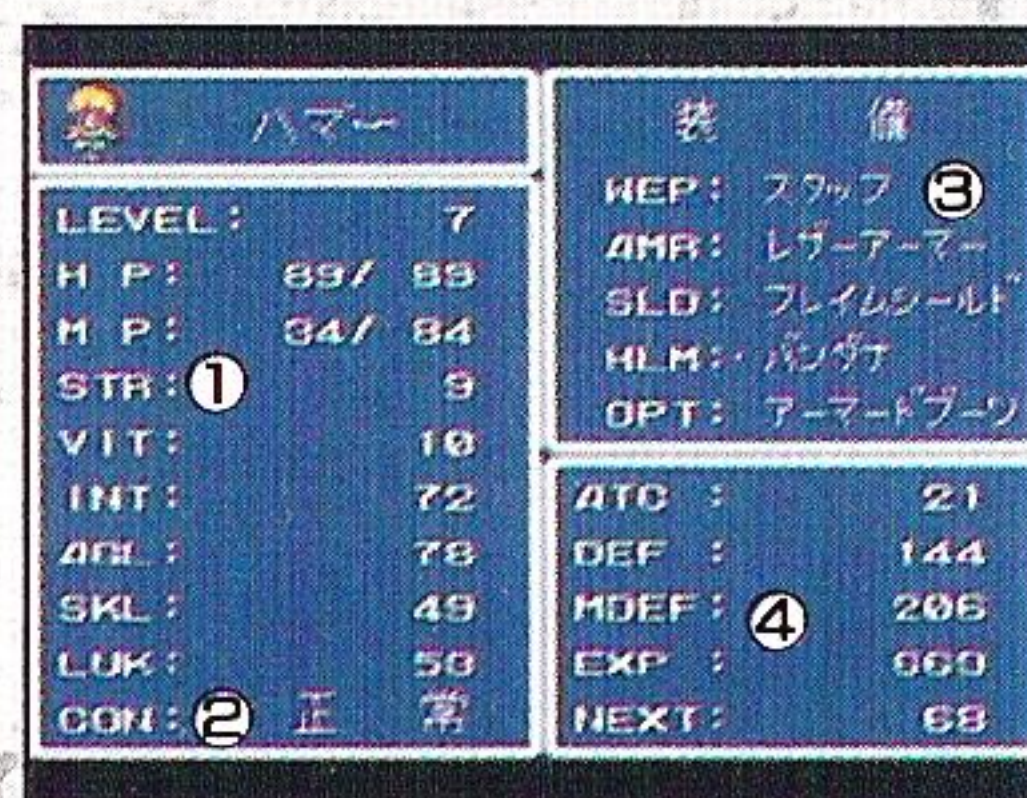 ハマー
LEVEL: 7
H P: 89/ 89
M P: 34/ 84
STR:① 9
VIT: 10
INT: 72
AGL: 78
SKL: 49
LUK: 58
CON:② 正 常
装 備
WEP: スタッフ ③
AMR: レザーアーマー
SLD: フレイムシールド
HLM: バンダナ
OPT: アーマードブーツ
ATC : 21
DEF : 144
MDEF: ④ 206
EXP :
NEXT: 68